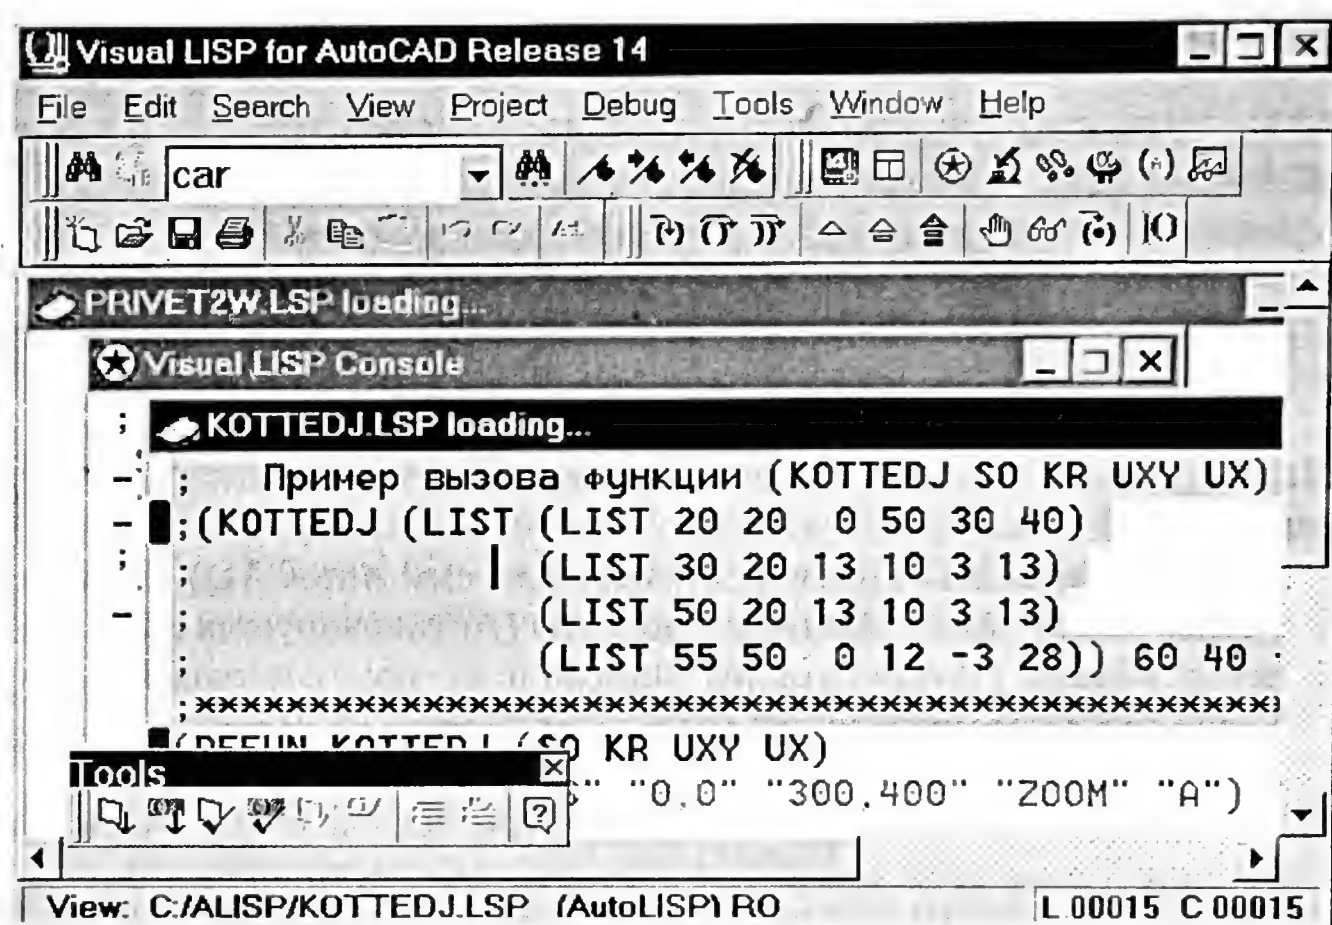 Visual LISP for AutoCAD Release 14
File Edit Search View Project Debug Tools Window Help
car
PRIVET2W.LSP loading...
Visual LISP Console
;
KOTTEDJ.LSP loading...
; Пример вызова функции (KOTTEDJ SO KR UXY UX)
;(KOTTEDJ (LIST (LIST 20 20 0 50 30 40)
; (LIST 30 20 13 10 3 13)
; (LIST 50 20 13 10 3 13)
; (LIST 55 50 0 12 -3 28)) 60 40
;************************************************
(DEFUN KOTTEDJ (SO KR UXY UX)
Tools
"0,0" "300,400" "ZOOM" "A")
View: C:/ALISP/KOTTEDJ.LSP (AutoLISP) RO
L 00015 C 00015